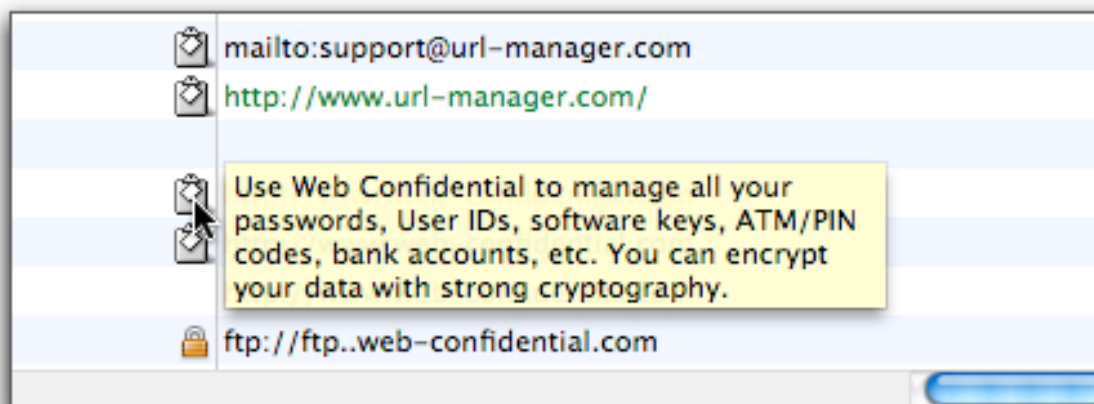 mailto:support@url-manager.com
http://www.url-manager.com/
Use Web Confidential to manage all your
passwords, User IDs, software keys, ATM/PIN
codes, bank accounts, etc. You can encrypt
your data with strong cryptography.
ftp://ftp..web-confidential.com